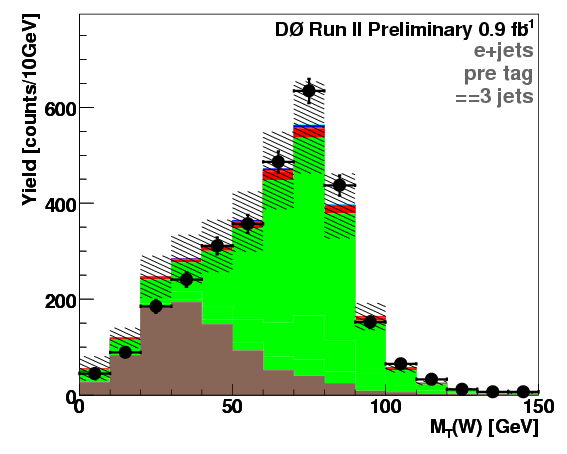 DØ Run II Preliminary 0.9 fb⁻¹
e+jets
pre tag
==3 jets
Yield [counts/10GeV]
600
400
200
0
0 50 100 150
M_T(W) [GeV]